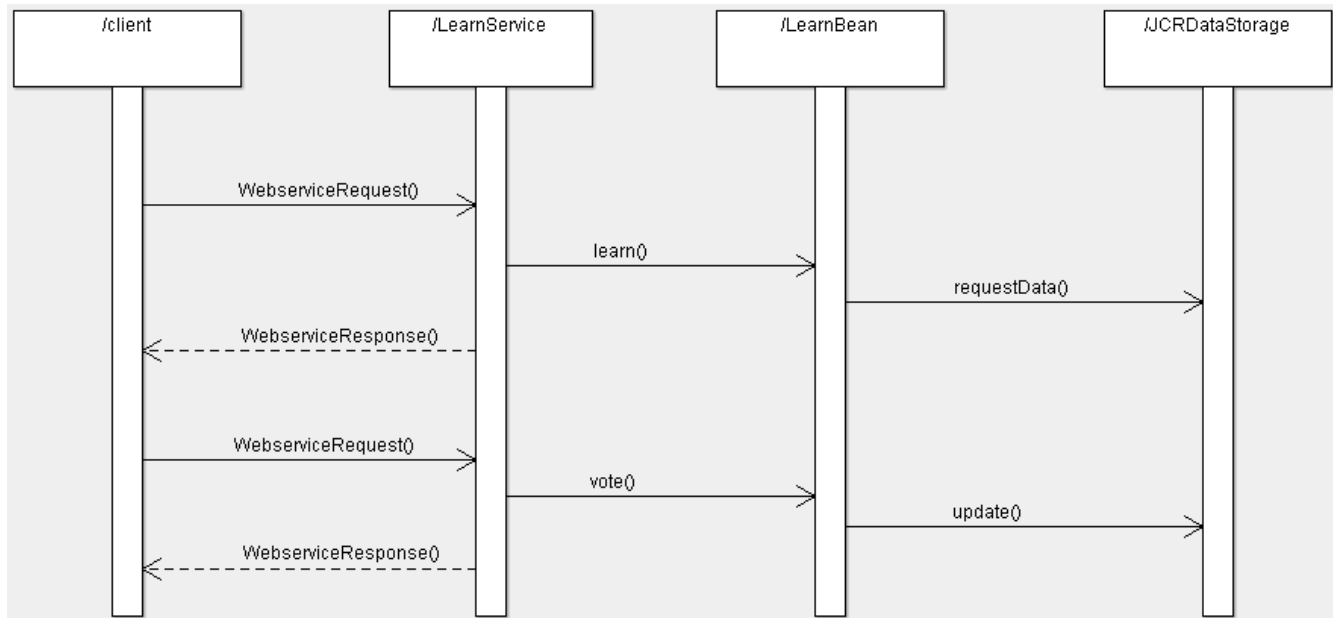 /client
/LearnService
/LearnBean
/JCRDataStorage
WebserviceRequest()
learn()
requestData()
WebserviceResponse()
WebserviceRequest()
vote()
update()
WebserviceResponse()